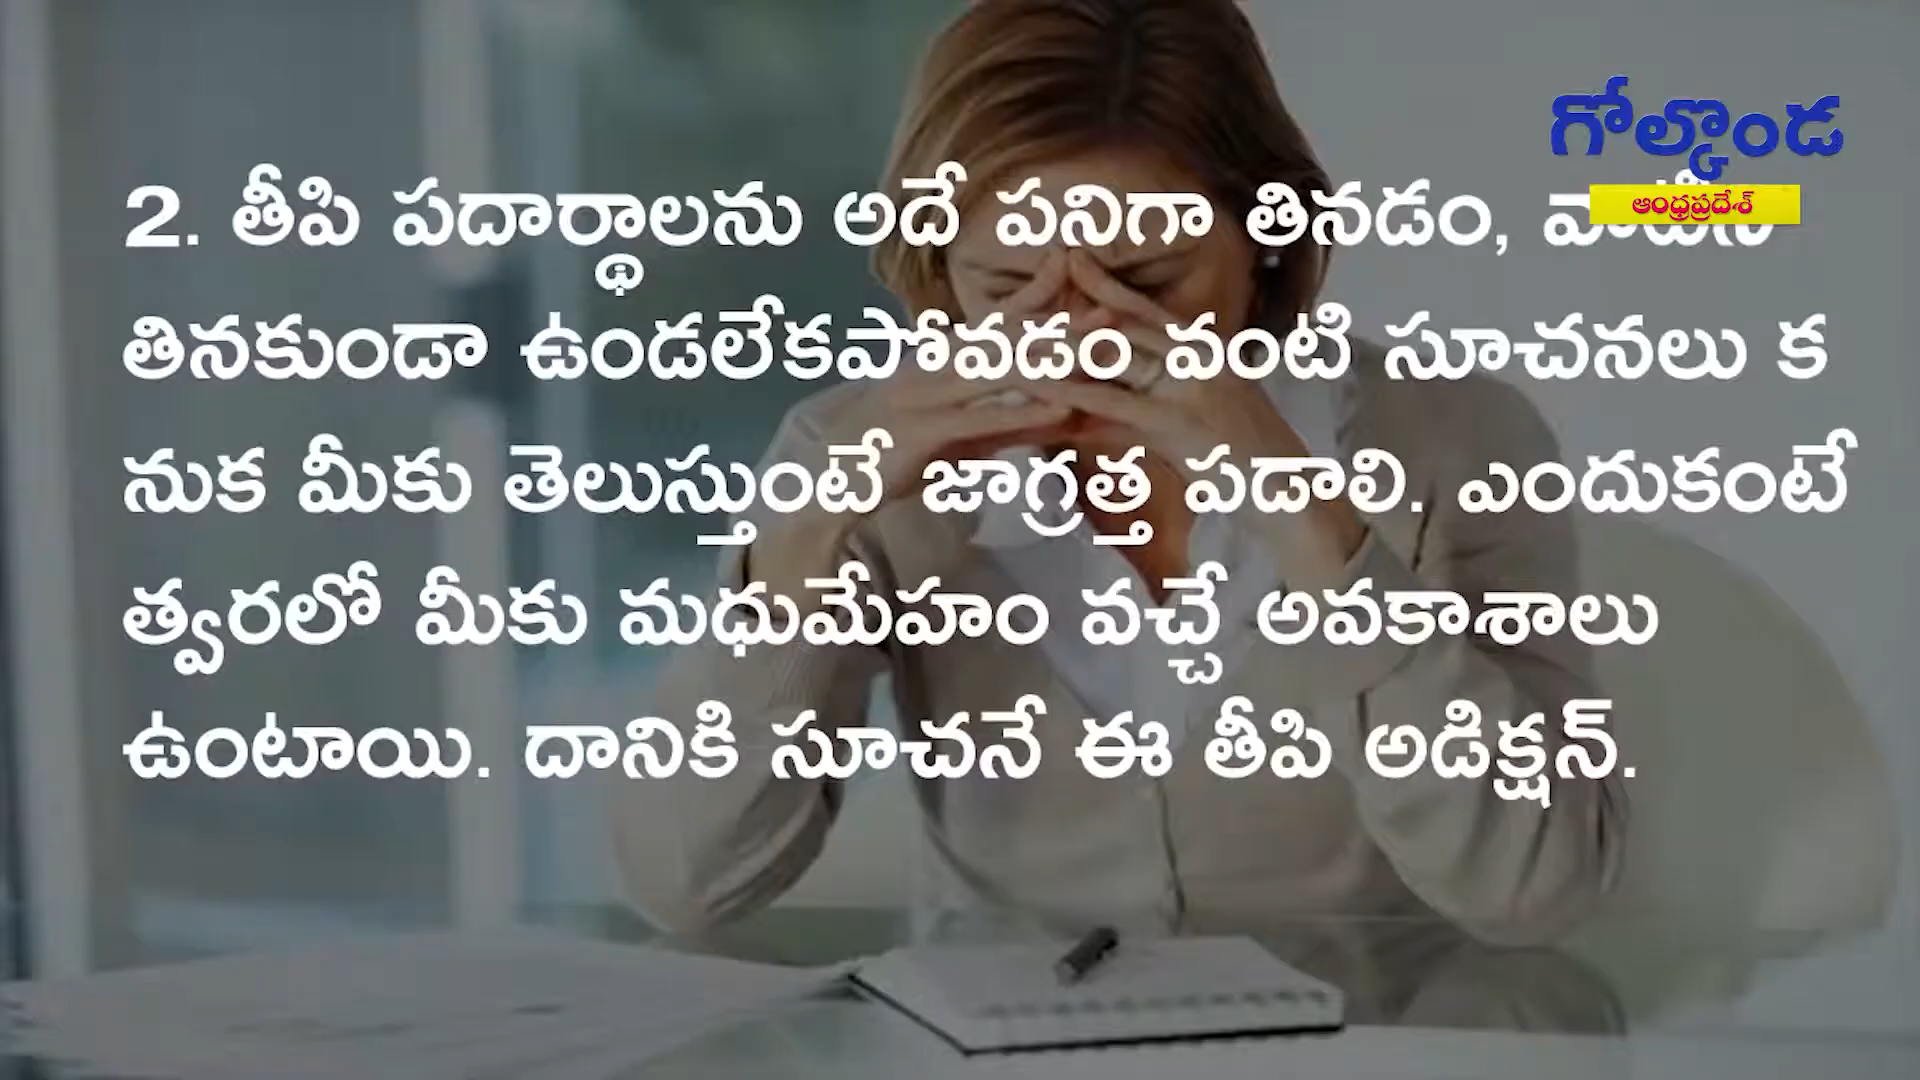 గోల్కొండ
ఆంధ్రప్రదేశ్
2. తీపి పదార్థాలను అదే పనిగా తినడం,
తినకుండా ఉండలేకపోవడం వంటి సూచనలు క
నుక మీకు తెలుస్తుంటే జాగ్రత్త పడాలి. ఎందుకంటే
త్వరలో మీకు మధుమేహం వచ్చే అవకాశాలు
ఉంటాయి. దానికి సూచనే ఈ తీపి అడిక్షన్.